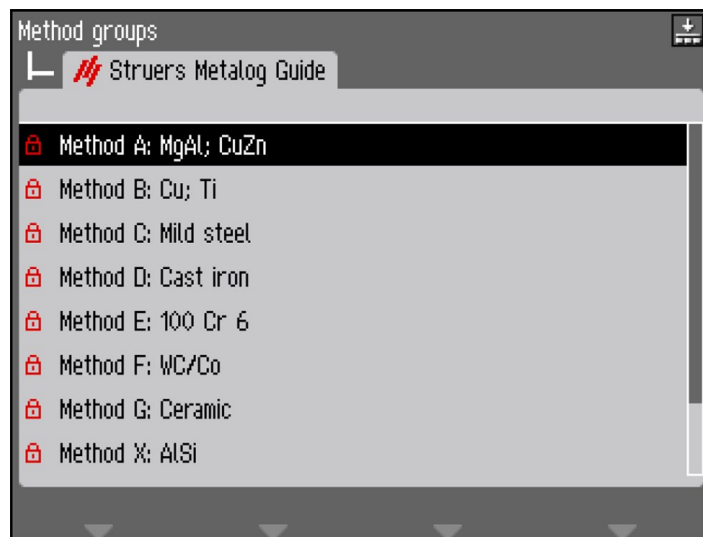 Method groups
Struers Metalog Guide
Method A: MgAl; CuZn
Method B: Cu; Ti
Method C: Mild steel
Method D: Cast iron
Method E: 100 Cr 6
Method F: WC/Co
Method G: Ceramic
Method X: AlSi